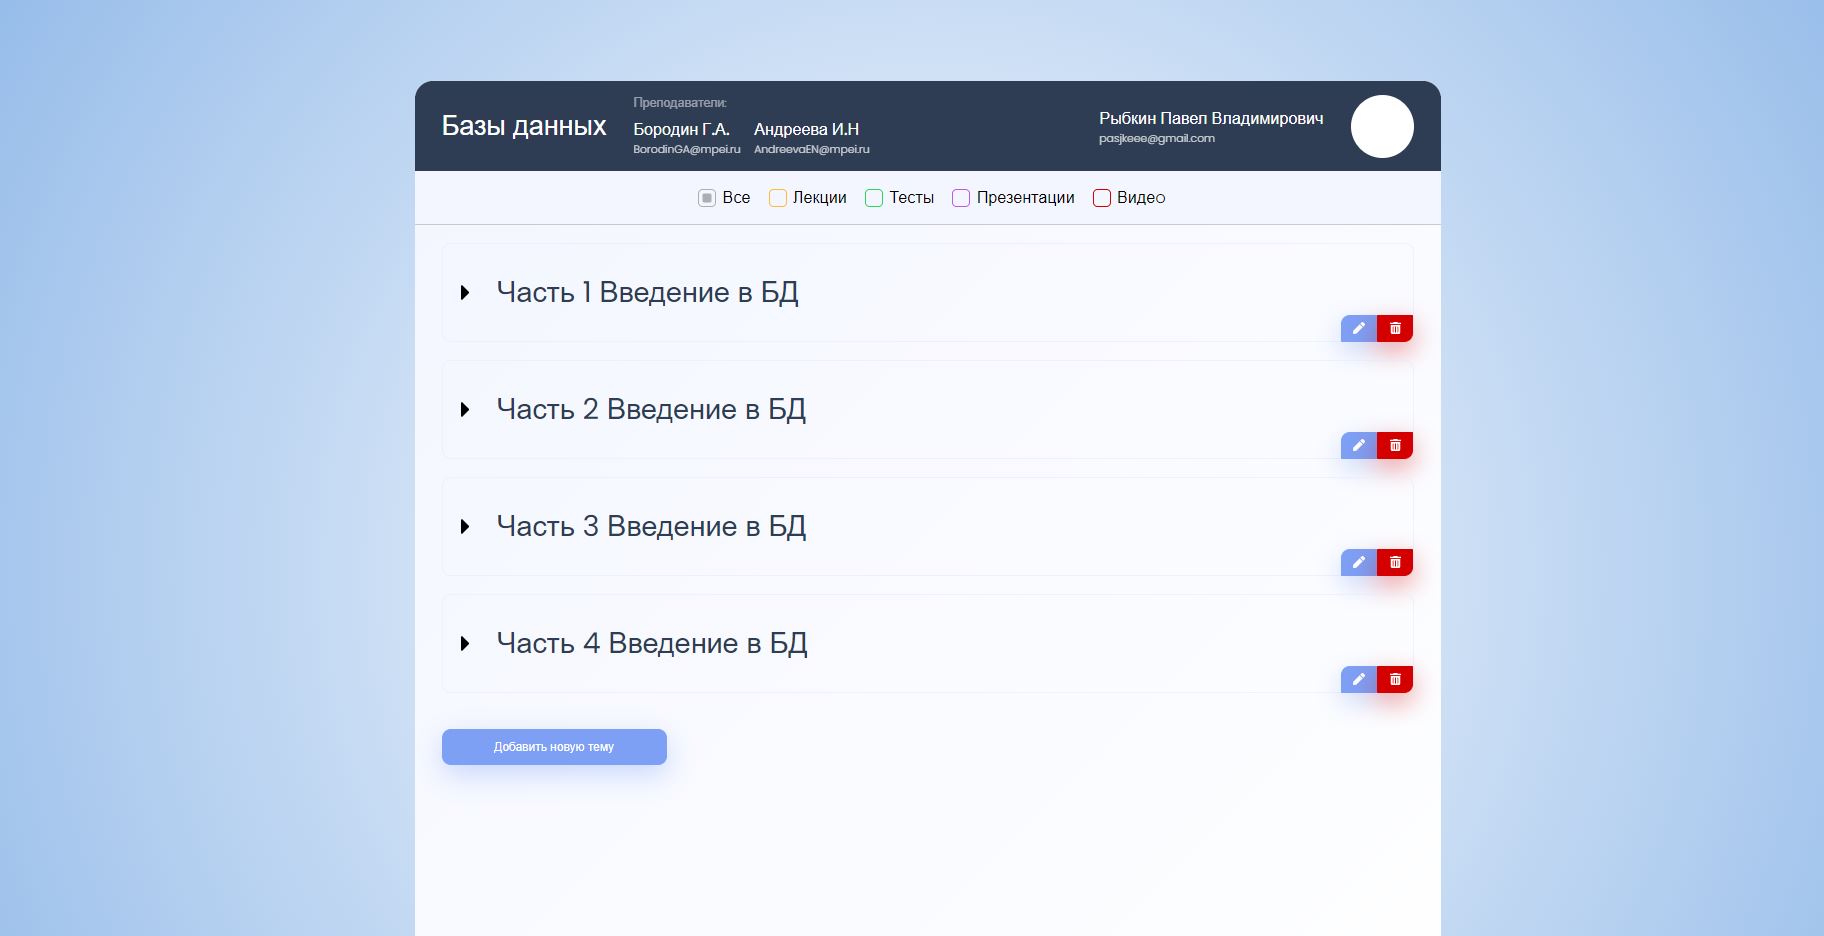 Базы данных
Преподаватели:
Бородин Г.А.
BorodinGA@mpei.ru
Андреева И.Н
AndreevaEN@mpei.ru
Рыбкин Павел Владимирович
pasjkeee@gmail.com
Все Лекции Тесты Презентации Видео
Часть 1 Введение в БД
Часть 2 Введение в БД
Часть 3 Введение в БД
Часть 4 Введение в БД
Добавить новую тему